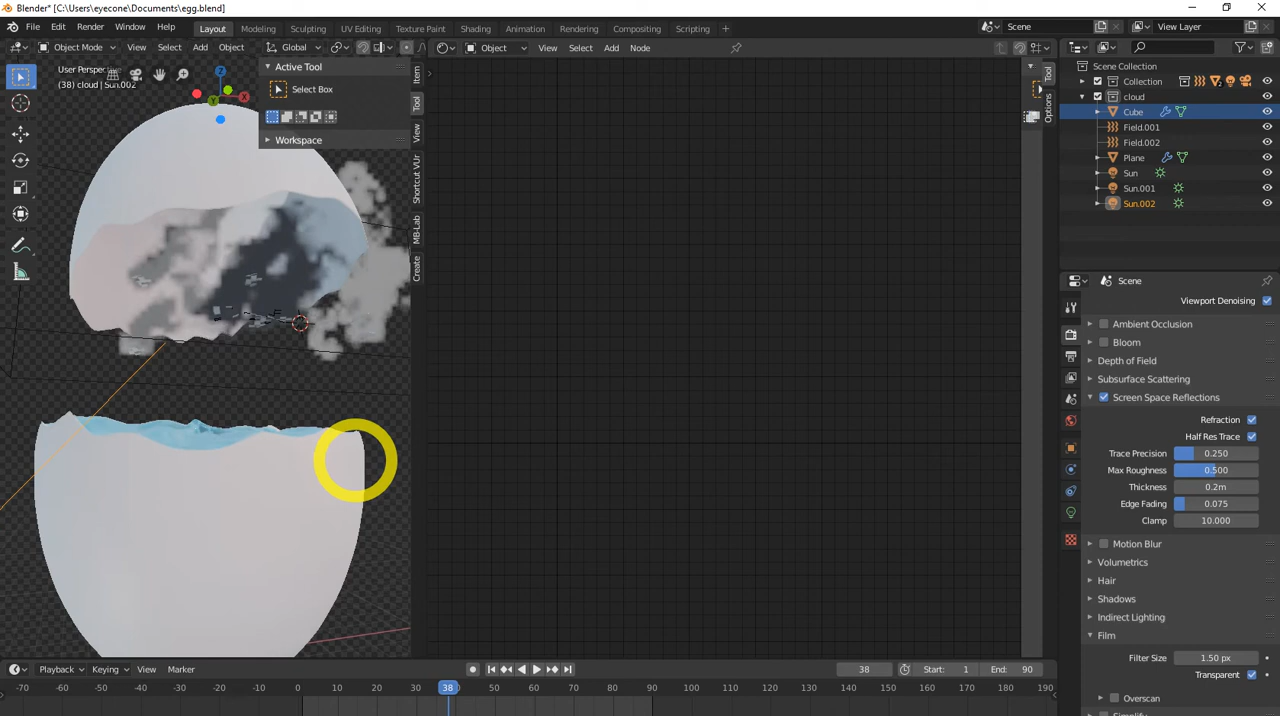 Blender* [C:\Users\eyecone\Documents\egg.blend]
File Edit Render Window Help Layout Modeling Sculpting UV Editing Texture Paint Shading Animation Rendering Compositing Scripting + Scene View Layer
Object Mode View Select Add Object Global Object View Select Add Node
User Perspective
(38) cloud | Sun.002
Active Tool
Select Box
Workspace
Item
Tool
View
Shortcut VUr
MB-Lab
Create
Tool
Options
Scene Collection
Collection
cloud
Cube
Field.001
Field.002
Plane
Sun
Sun.001
Sun.002
Scene
Viewport Denoising
Ambient Occlusion
Bloom
Depth of Field
Subsurface Scattering
Screen Space Reflections
Refraction
Half Res Trace
Trace Precision 0.250
Max Roughness 0.500
Thickness 0.2m
Edge Fading 0.075
Clamp 10.000
Motion Blur
Volumetrics
Hair
Shadows
Indirect Lighting
Film
Filter Size 1.50 px
Transparent
Overscan
Playback Keying View Marker 38 Start: 1 End: 90
-70 -60 -50 -40 -30 -20 -10 0 10 20 30 38 50 60 70 80 90 100 110 120 130 140 150 160 170 180 190
X
Y
Z